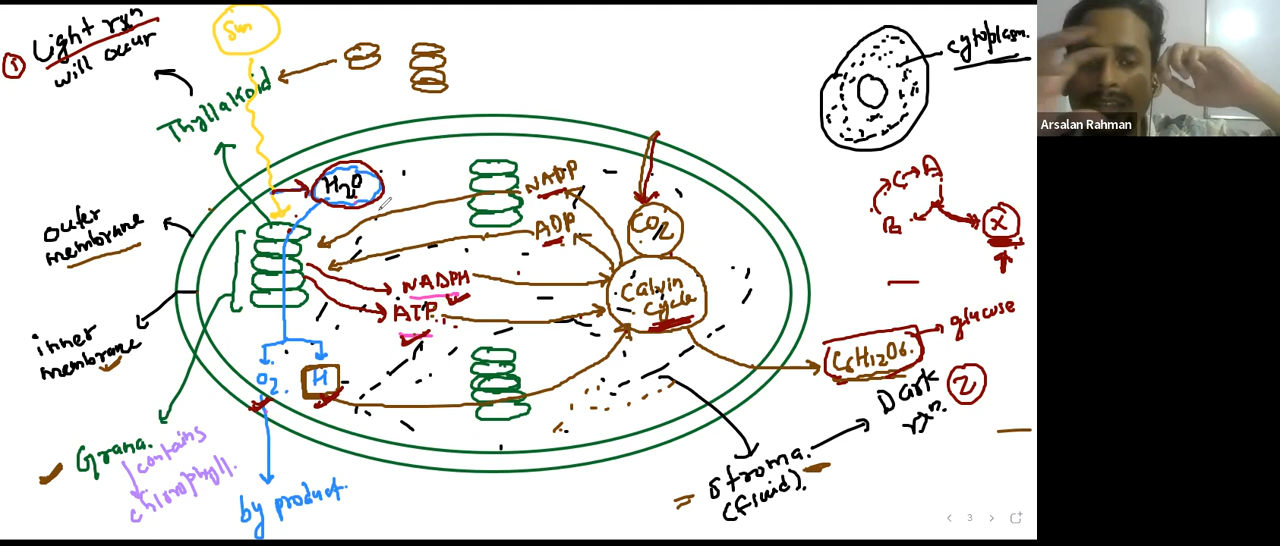 1
Light rxn
will occur
Sun
Thyllakoid
cytoplasm.
Arsalan Rahman
H2O
NADP
ADP
CO2
outer
membrane
NADPH
ATP
Calvin
cycle
C
A
B
X
inner
membrane
O2.
H
glucose
C6H12O6.
Dark
rxn.
2
Grana.
contains
chlorophyll.
by product.
stroma.
(fluid).
3